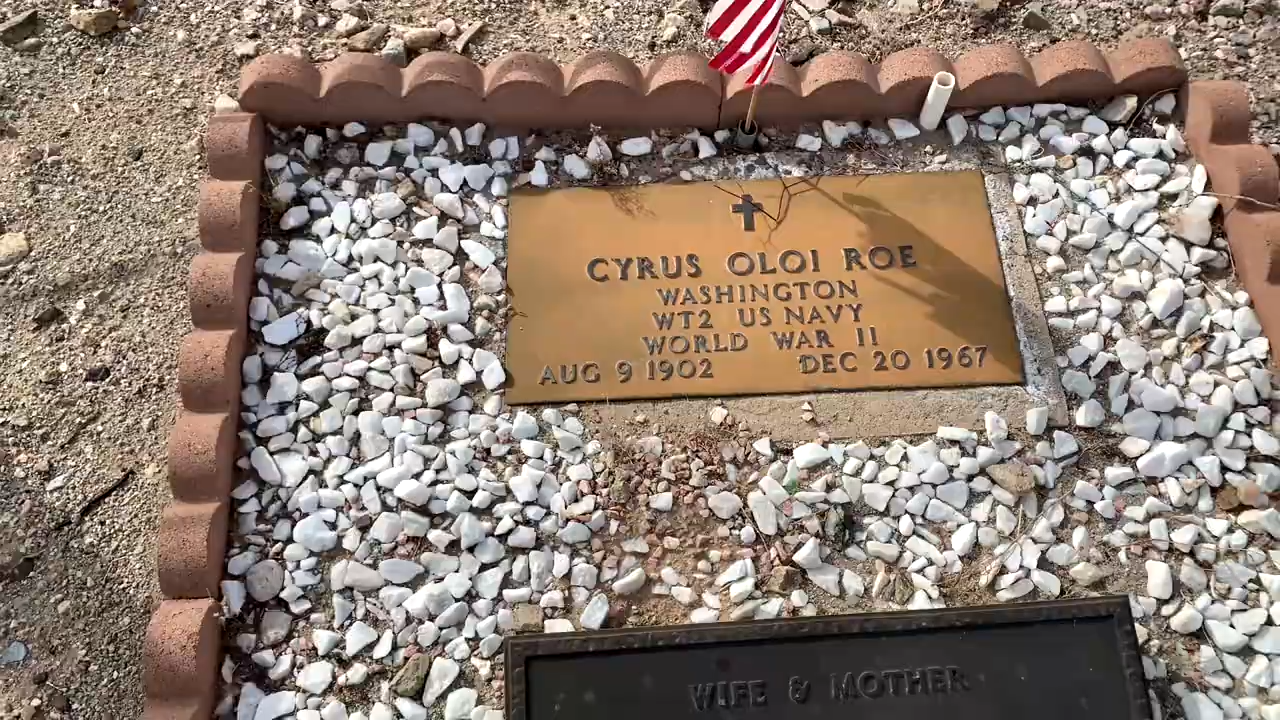 CYRUS OLOI ROE
WASHINGTON
WT2 US NAVY
WORLD WAR II
AUG 9 1902 DEC 20 1967
WIFE & MOTHER